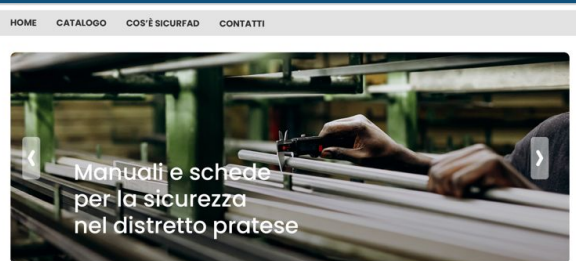 HOME
CATALOGO
COS'È SICURFAD
CONTATTI
Manuali e schede
per la sicurezza
nel distretto pratese